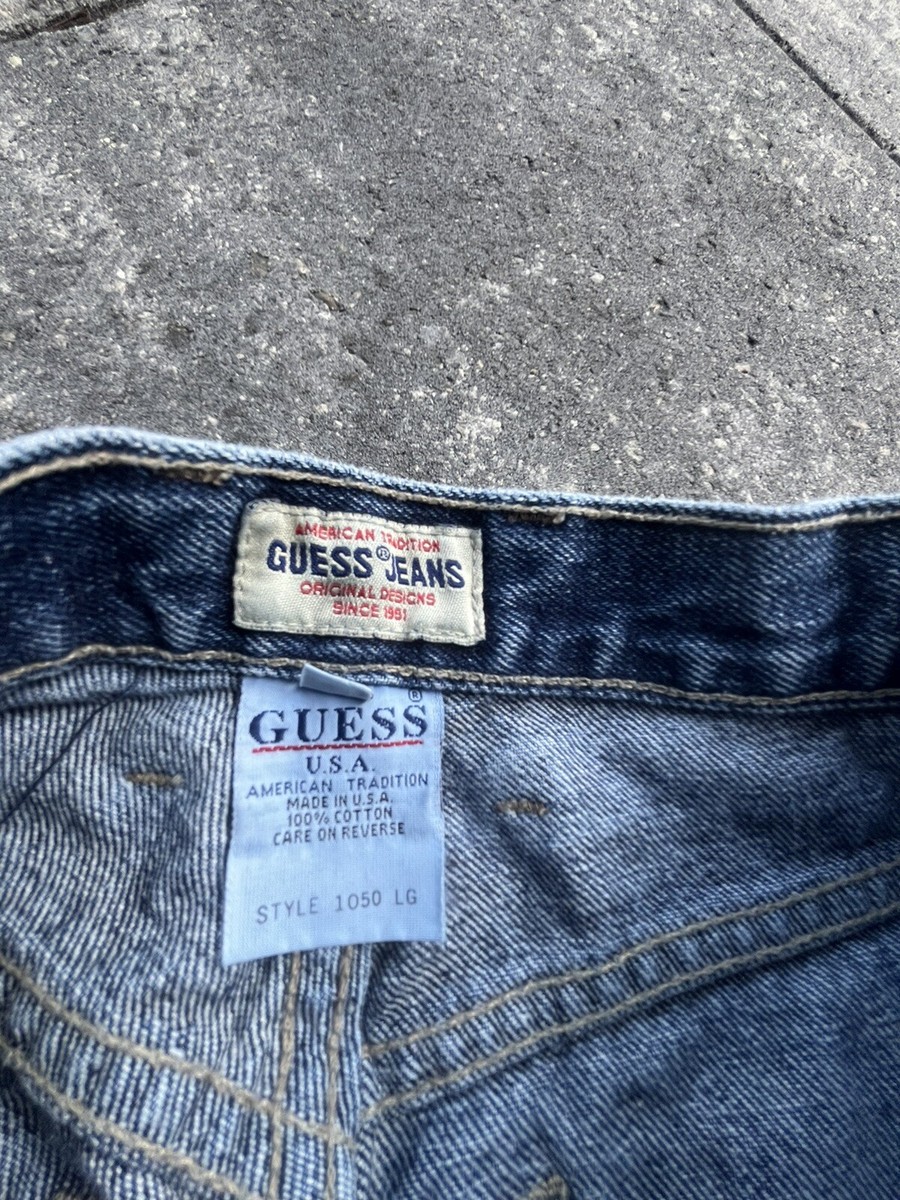 AMERICAN TRADITION
GUESS® JEANS
ORIGINAL DESIGNS
SINCE 1981
GUESS®
U.S.A.
AMERICAN TRADITION
MADE IN U.S.A.
100% COTTON
CARE ON REVERSE
STYLE 1050 LG